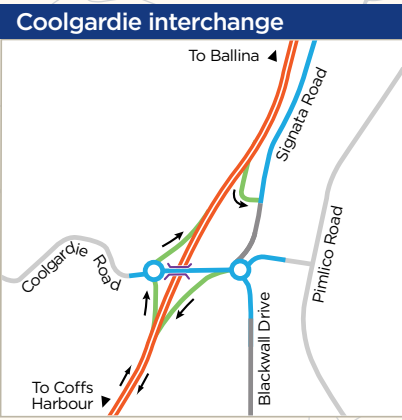 Coolgardie interchange
To Ballina
Signata Road
Pimlico Road
Coolgardie Road
Blackwall Drive
To Coffs
Harbour